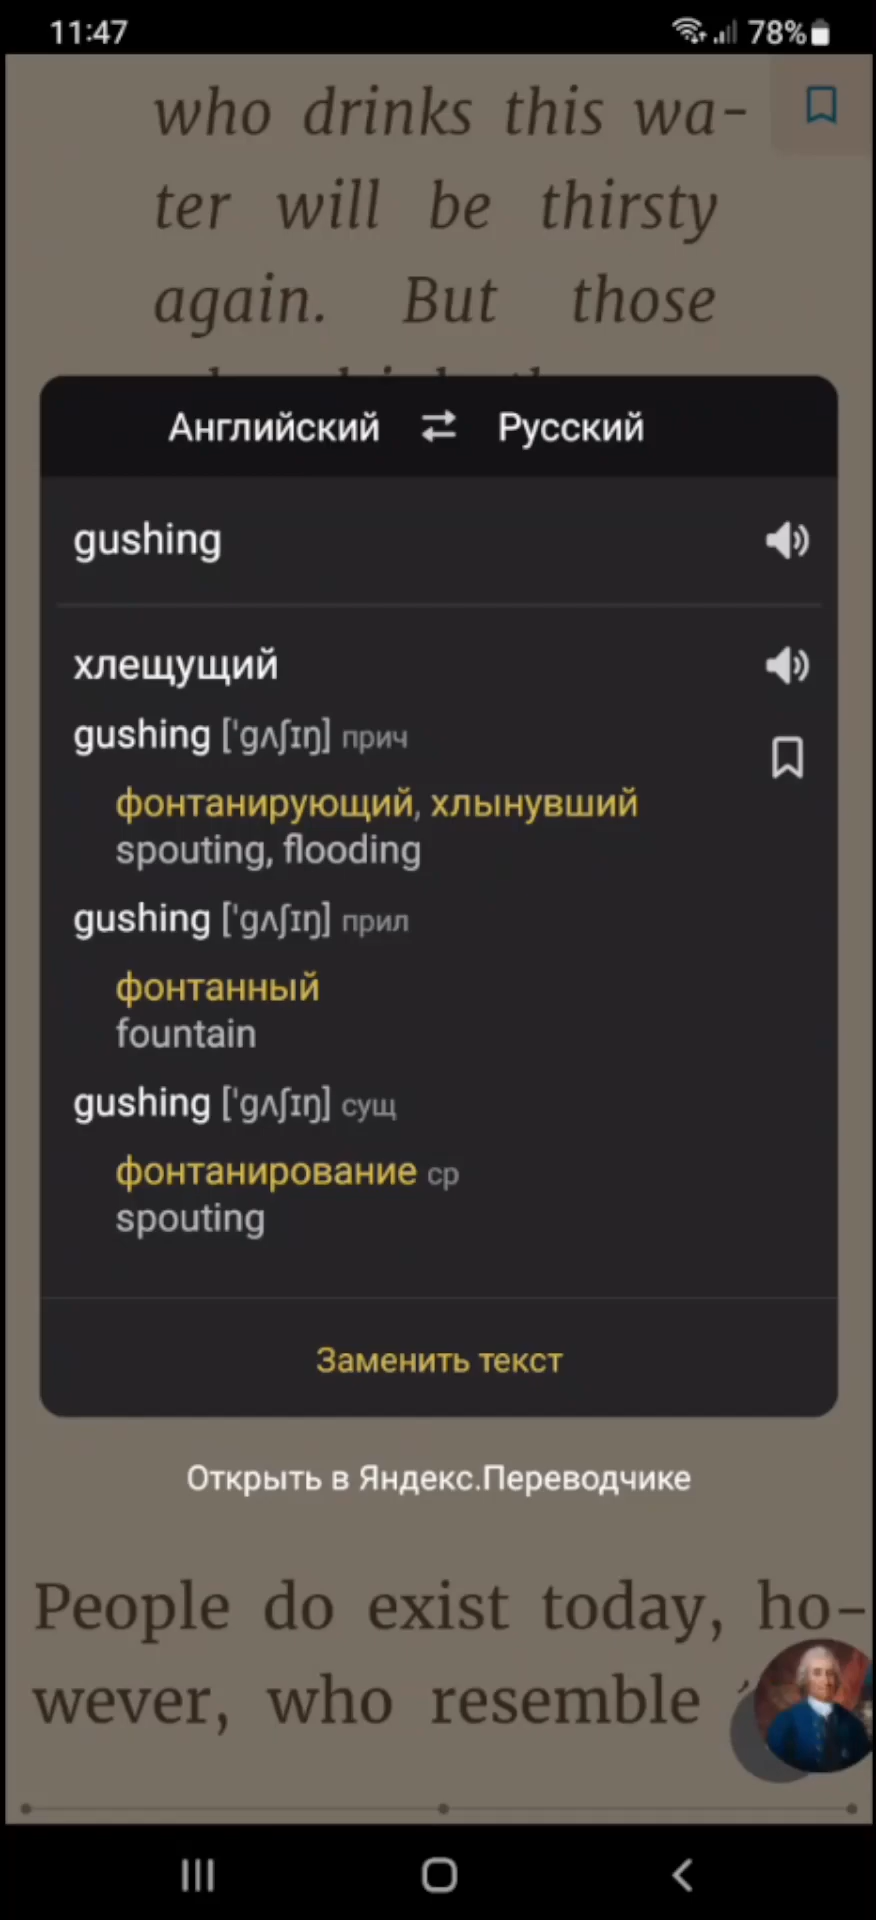 11:47
78%
who drinks this wa-
ter will be thirsty
again. But those
Английский Русский
gushing
хлещущий
gushing ['gʌʃɪŋ] прич
фонтанирующий, хлынувший
spouting, flooding
gushing ['gʌʃɪŋ] прил
фонтанный
fountain
gushing ['gʌʃɪŋ] сущ
фонтанирование ср
spouting
Заменить текст
Открыть в Яндекс.Переводчике
People do exist today, ho-
wever, who resemble